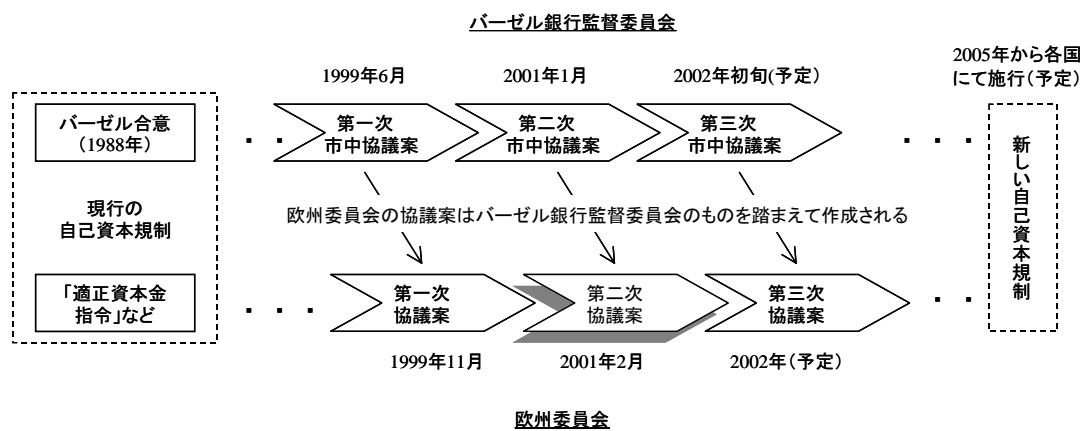 バーゼル銀行監督委員会
1999年6月
2001年1月
2002年初旬(予定)
2005年から各国
にて施行(予定)
バーゼル合意
(1988年)
・・
第一次
市中協議案
第二次
市中協議案
第三次
市中協議案
・・・
新しい自己資本規制
現行の
自己資本規制
欧州委員会の協議案はバーゼル銀行監督委員会のものを踏まえて作成される
「適正資本金
指令」など
・・・
第一次
協議案
第二次
協議案
第三次
協議案
・・
1999年11月
2001年2月
2002年(予定)
欧州委員会